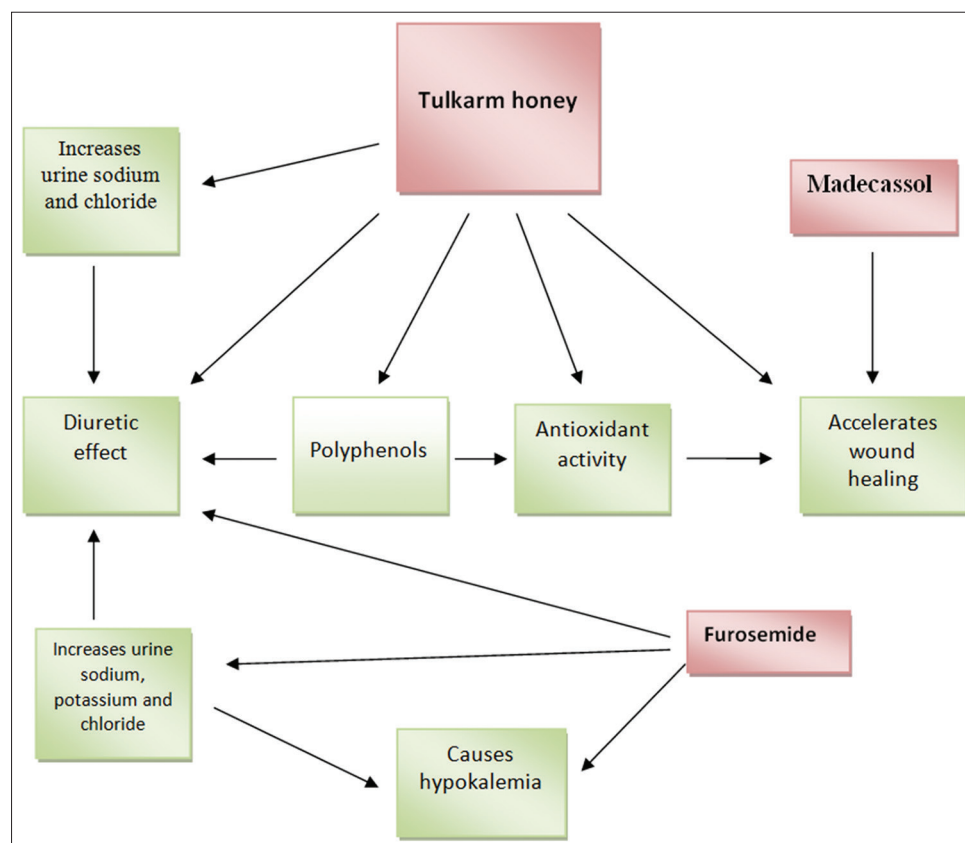 Tulkarm honey
Increases
urine sodium
and chloride
Madecassol
Diuretic
effect
Polyphenols
Antioxidant
activity
Accelerates
wound
healing
Increases urine
sodium,
potassium and
chloride
Furosemide
Causes
hypokalemia